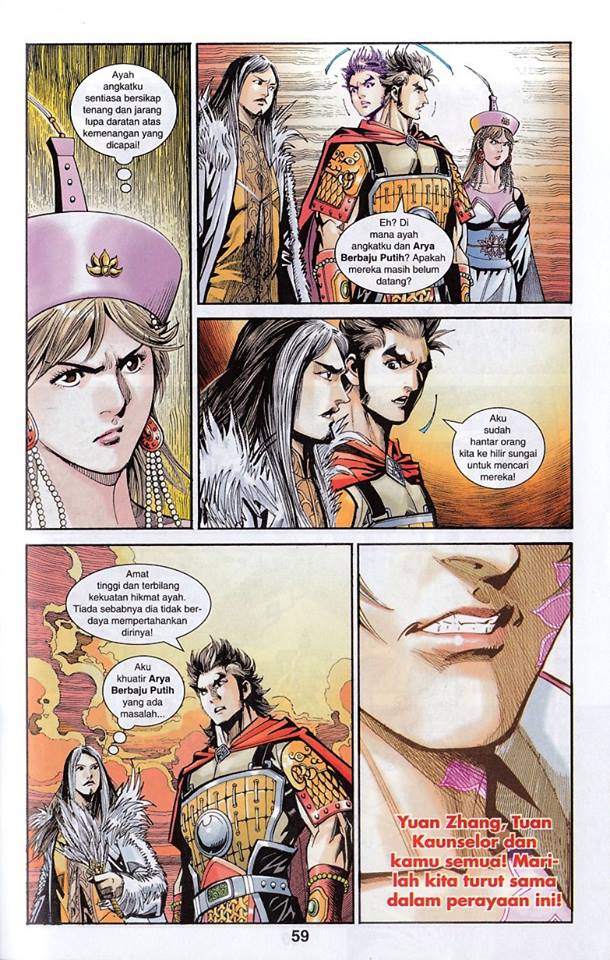 Ayah
angkatku
sentiasa bersikap
tenang dan jarang
lupa daratan atas
kemenangan yang
dicapai!
Eh? Di
mana ayah
angkatku dan Arya
Berbaju Putih? Apakah
mereka masih belum
datang?
Aku
sudah
hantar orang
kita ke hilir sungai
untuk mencari
mereka!
Amat
tinggi dan terbilang
kekuatan hikmat ayah.
Tiada sebabnya dia tidak ber-
daya mempertahankan
dirinya!
Aku
khuatir Arya
Berbaju Putih
yang ada
masalah...
Yuan Zhang, Tuan
Kaunselor dan
kamu semua! Mari-
lah kita turut sama
dalam perayaan ini!
59